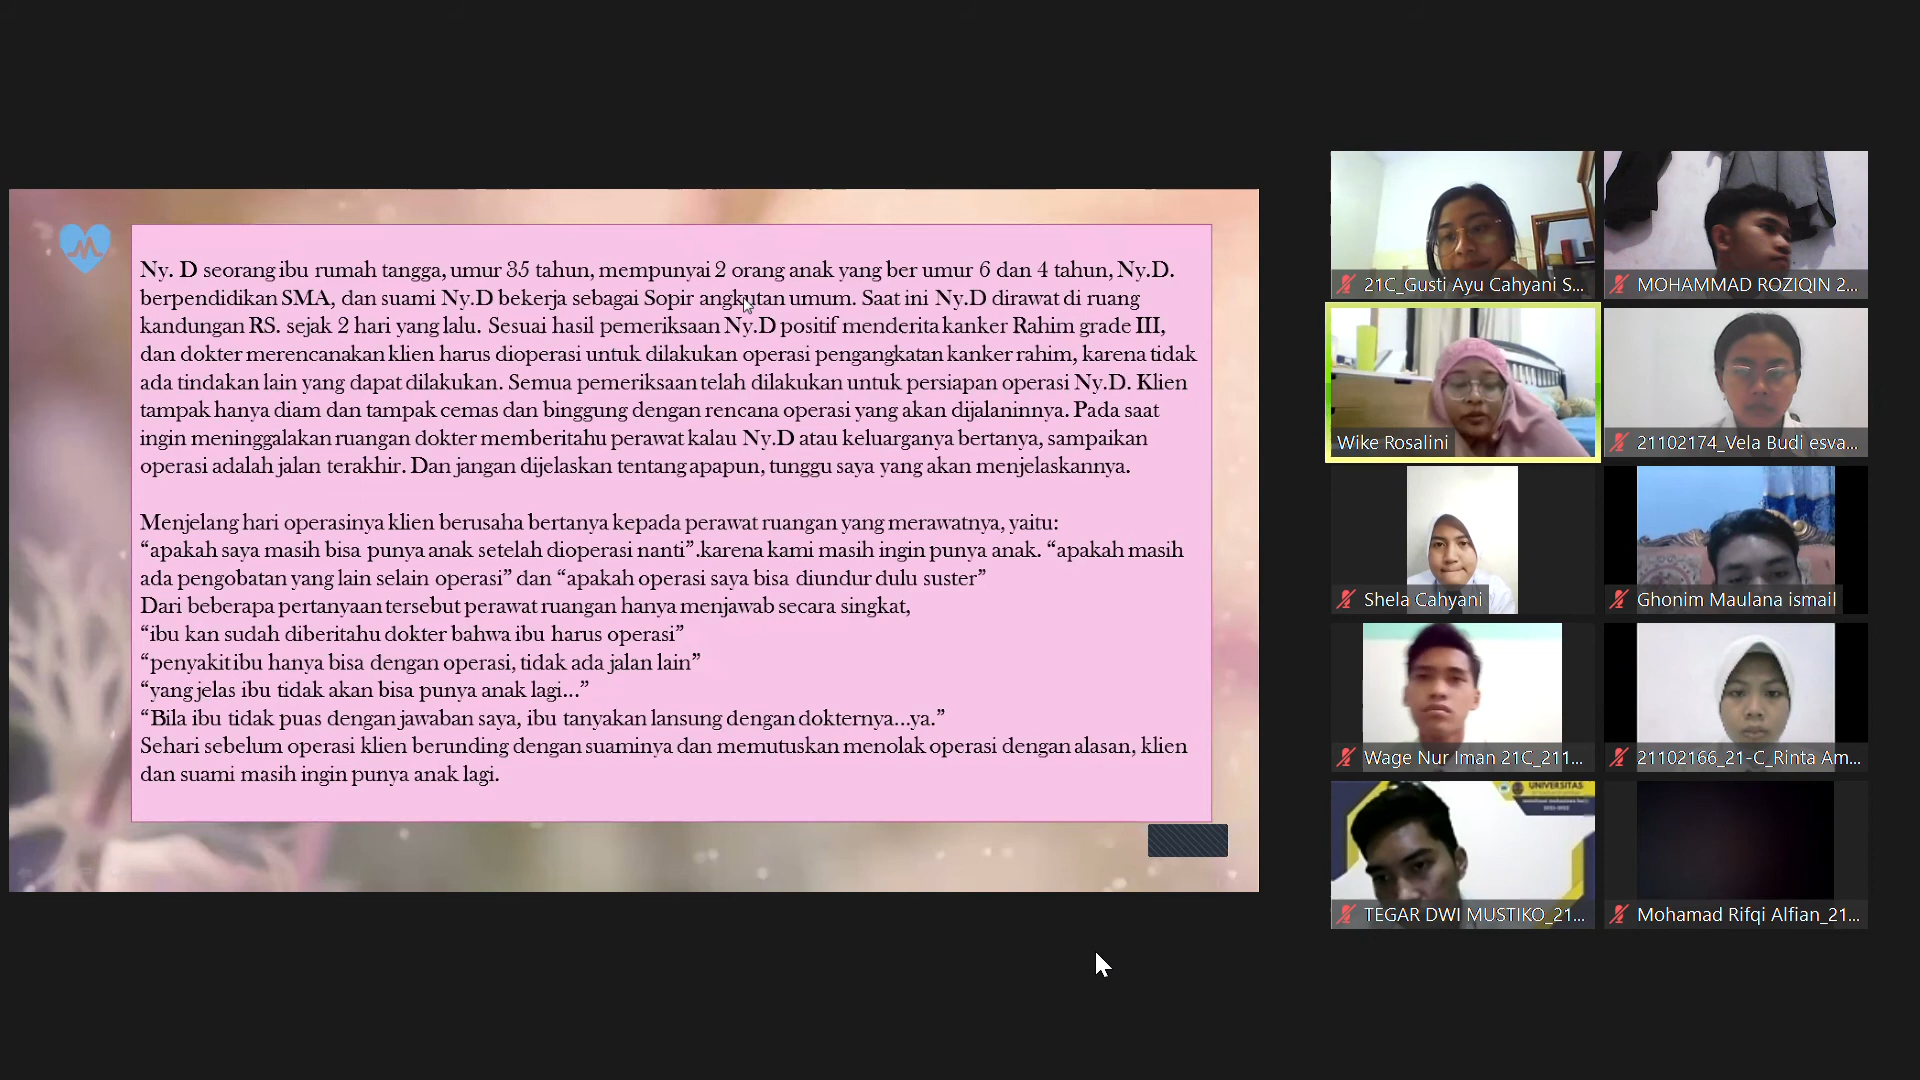 Ny. D seorang ibu rumah tangga, umur 35 tahun, mempunyai 2 orang anak yang ber umur 6 dan 4 tahun, Ny.D.
berpendidikan SMA, dan suami Ny.D bekerja sebagai Sopir angkutan umum. Saat ini Ny.D dirawat di ruang
kandungan RS. sejak 2 hari yang lalu. Sesuai hasil pemeriksaan Ny.D positif menderita kanker Rahim grade III,
dan dokter merencanakan klien harus dioperasi untuk dilakukan operasi pengangkatan kanker rahim, karena tidak
ada tindakan lain yang dapat dilakukan. Semua pemeriksaan telah dilakukan untuk persiapan operasi Ny.D. Klien
tampak hanya diam dan tampak cemas dan binggung dengan rencana operasi yang akan dijalaninnya. Pada saat
ingin meninggalakan ruangan dokter memberitahu perawat kalau Ny.D atau keluarganya bertanya, sampaikan
operasi adalah jalan terakhir. Dan jangan dijelaskan tentang apapun, tunggu saya yang akan menjelaskannya.
Menjelang hari operasinya klien berusaha bertanya kepada perawat ruangan yang merawatnya, yaitu:
“apakah saya masih bisa punya anak setelah dioperasi nanti”.karena kami masih ingin punya anak. “apakah masih
ada pengobatan yang lain selain operasi” dan “apakah operasi saya bisa diundur dulu suster”
Dari beberapa pertanyaan tersebut perawat ruangan hanya menjawab secara singkat,
“ibu kan sudah diberitahu dokter bahwa ibu harus operasi”
“penyakit ibu hanya bisa dengan operasi, tidak ada jalan lain”
“yang jelas ibu tidak akan bisa punya anak lagi...”
“Bila ibu tidak puas dengan jawaban saya, ibu tanyakan lansung dengan dokternya...ya.”
Sehari sebelum operasi klien berunding dengan suaminya dan memutuskan menolak operasi dengan alasan, klien
dan suami masih ingin punya anak lagi.
21C_Gusti Ayu Cahyani S...
MOHAMMAD ROZIQIN 2...
Wike Rosalini
21102174_Vela Budi esva...
Shela Cahyani
Ghonim Maulana ismail
Wage Nur Iman 21C_211...
21102166_21-C_Rinta Am...
UNIVERSITAS
TEGAR DWI MUSTIKO_21...
Mohamad Rifqi Alfian_21...